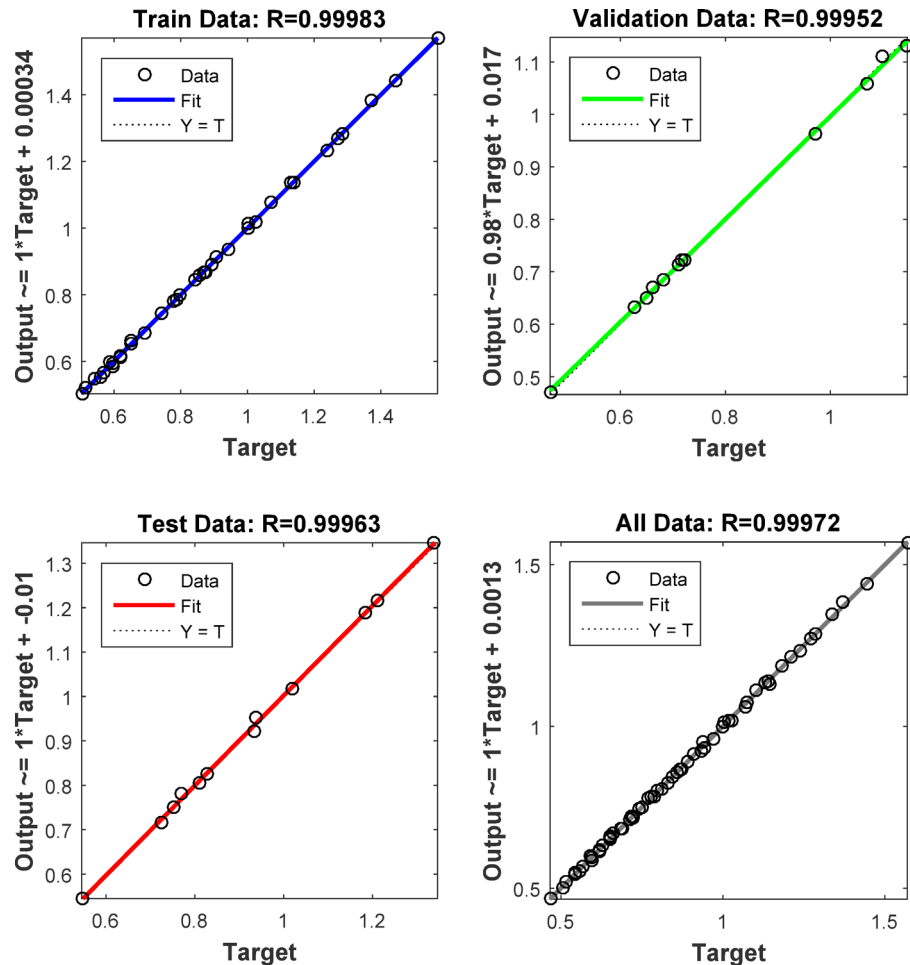 Train Data: R=0.99983
Output ~= 1*Target + 0.00034
Data
Fit
Y = T
1.4
1.2
1
0.8
0.6
0.6
0.8
1
1.2
1.4
Target
Validation Data: R=0.99952
Output ~= 0.98*Target + 0.017
Data
Fit
Y = T
1.1
1
0.9
0.8
0.7
0.6
0.5
0.6
0.8
1
Target
Test Data: R=0.99963
Output ~= 1*Target + -0.01
Data
Fit
Y = T
1.3
1.2
1.1
1
0.9
0.8
0.7
0.6
0.6
0.8
1
1.2
Target
All Data: R=0.99972
Output ~= 1*Target + 0.0013
Data
Fit
Y = T
1.5
1
0.5
0.5
1
1.5
Target